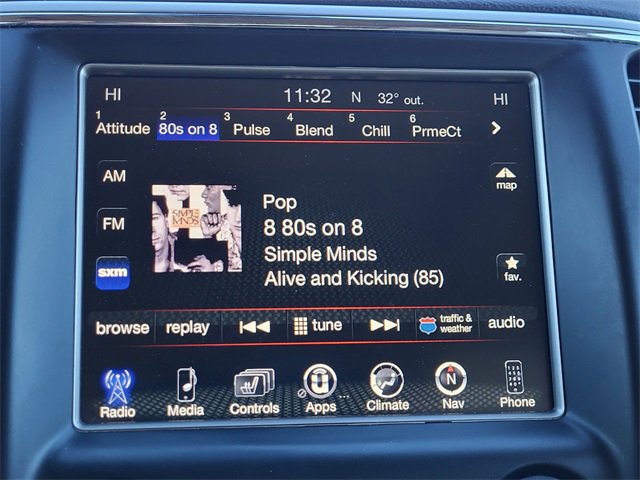 HI 11:32 N 32° out. HI
1 Attitude 2 80s on 8 3 Pulse 4 Blend 5 Chill 6 PrmeCt
AM
FM
sxm
SIMPLE MINDS
Pop
8 80s on 8
Simple Minds
Alive and Kicking (85)
map
fav.
browse replay tune traffic & weather audio
Radio Media Controls Apps ... Climate Nav Phone
N